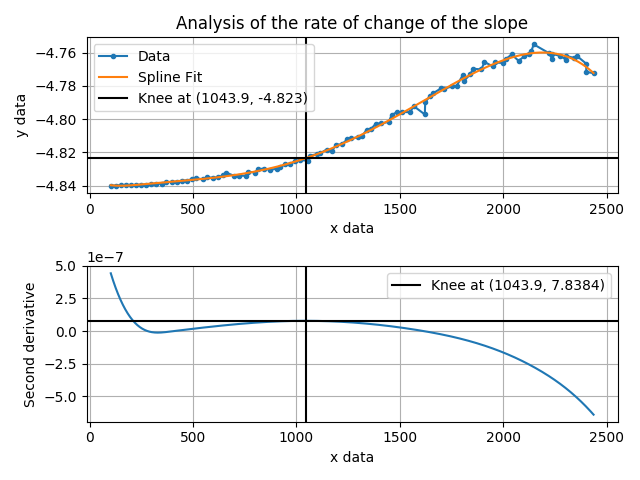 Analysis of the rate of change of the slope
−4.76
−4.78
−4.80
−4.82
−4.84
y data
Data
Spline Fit
Knee at (1043.9, -4.823)
0 500 1000 1500 2000 2500
x data
1e−7
5.0
2.5
0.0
−2.5
−5.0
Second derivative
Knee at (1043.9, 7.8384)
0 500 1000 1500 2000 2500
x data